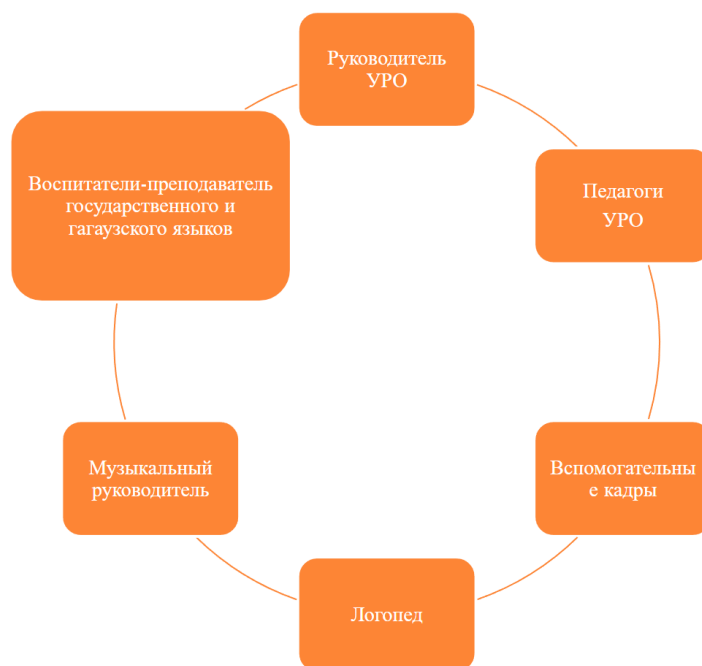 Руководитель
УРО
Педагоги
УРО
Вспомогательны
е кадры
Логопед
Музыкальный
руководитель
Воспитатели-преподаватель
государственного и
гагаузского языков